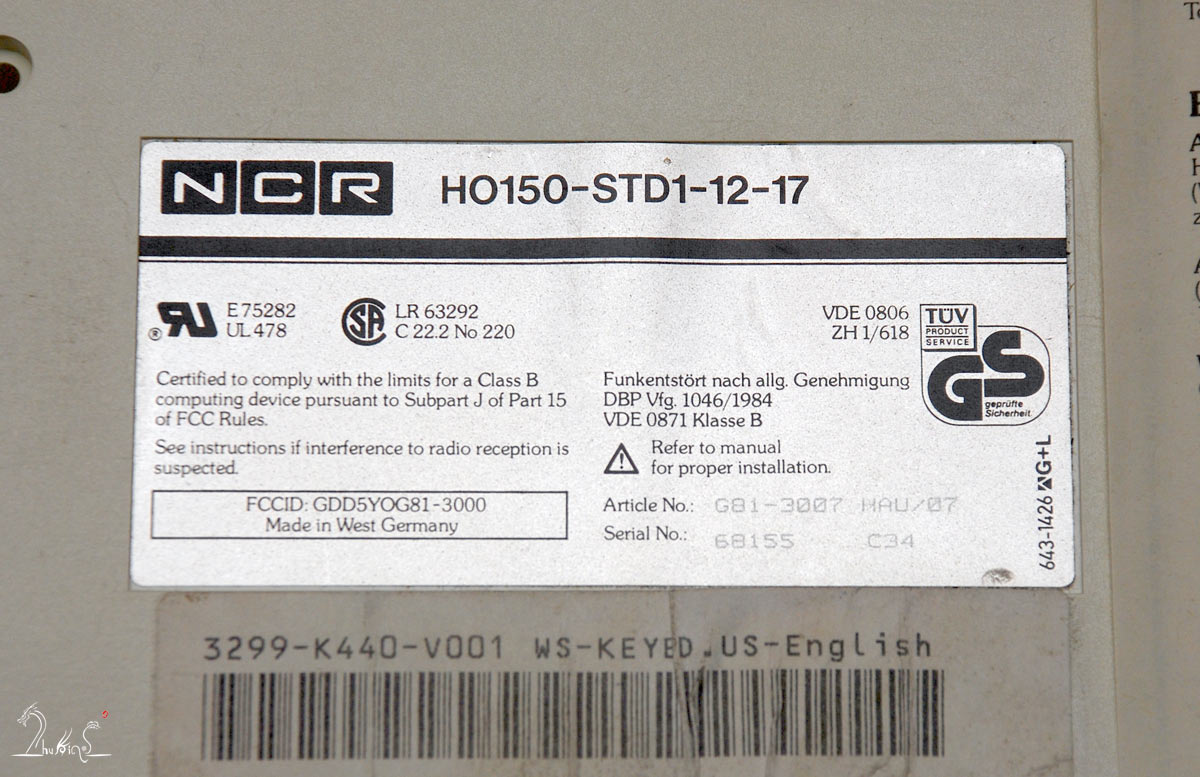 NCR HO150-STD1-12-17
E75282
UL 478
LR 63292
C 22.2 No 220
VDE 0806
ZH 1/618
TÜV
PRODUCT
SERVICE
GS
geprüfte
Sicherheit
Certified to comply with the limits for a Class B
computing device pursuant to Subpart J of Part 15
of FCC Rules.
See instructions if interference to radio reception is
suspected.
FCCID: GDD5YOG81-3000
Made in West Germany
Funkentstört nach allg. Genehmigung
DBP Vfg. 1046/1984
VDE 0871 Klasse B
Refer to manual
for proper installation.
Article No.: G81-3007 HAU/07
Serial No.: 68155 C34
643-1426 G+L
3299-K440-V001 WS-KEYBD.US-English